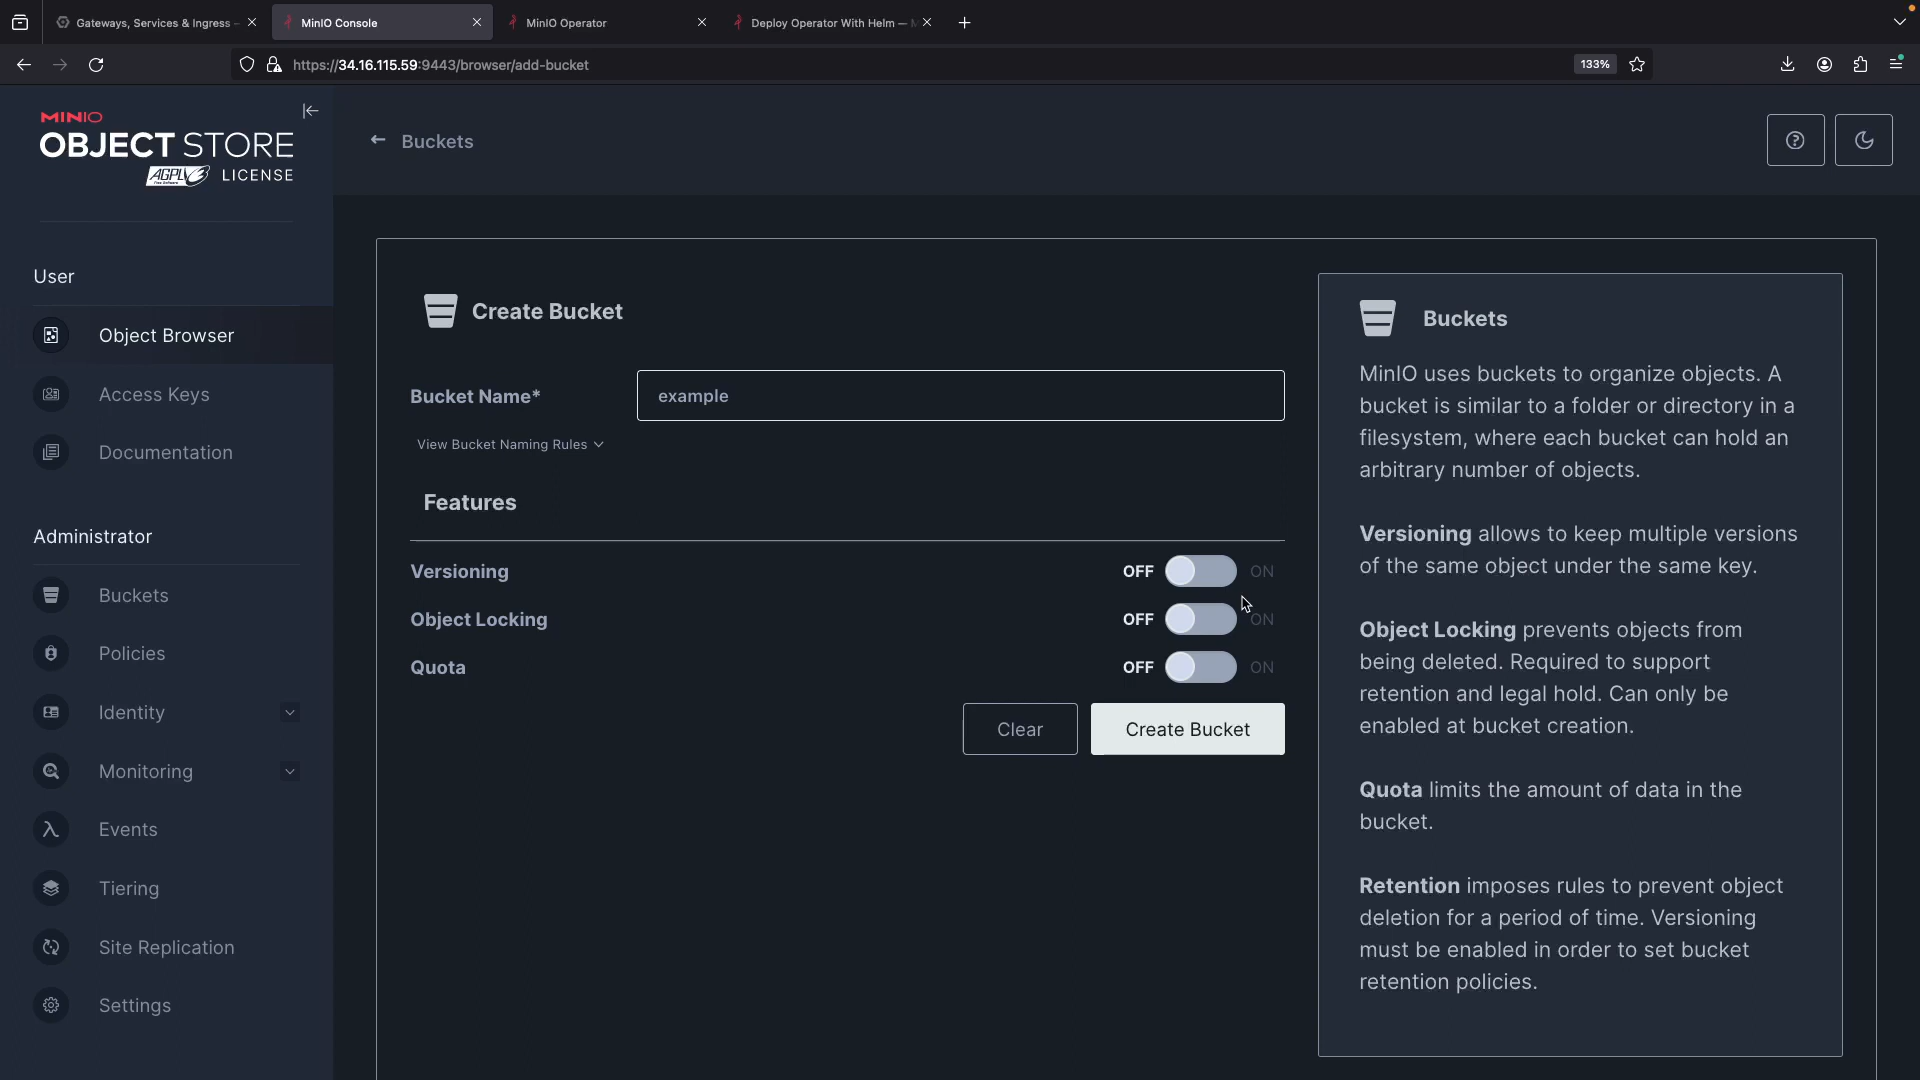 Gateways, Services & Ingress -
MinIO Console
MinIO Operator
Deploy Operator With Helm —
https://34.16.115.59:9443/browser/add-bucket
133%
MINIO
OBJECT STORE
AGPL v3 LICENSE
Buckets
User
Object Browser
Access Keys
Documentation
Administrator
Buckets
Policies
Identity
Monitoring
Events
Tiering
Site Replication
Settings
Create Bucket
Bucket Name*
example
View Bucket Naming Rules
Features
Versioning
OFF ON
Object Locking
OFF ON
Quota
OFF ON
Clear
Create Bucket
Buckets
MinIO uses buckets to organize objects. A
bucket is similar to a folder or directory in a
filesystem, where each bucket can hold an
arbitrary number of objects.
Versioning allows to keep multiple versions
of the same object under the same key.
Object Locking prevents objects from
being deleted. Required to support
retention and legal hold. Can only be
enabled at bucket creation.
Quota limits the amount of data in the
bucket.
Retention imposes rules to prevent object
deletion for a period of time. Versioning
must be enabled in order to set bucket
retention policies.